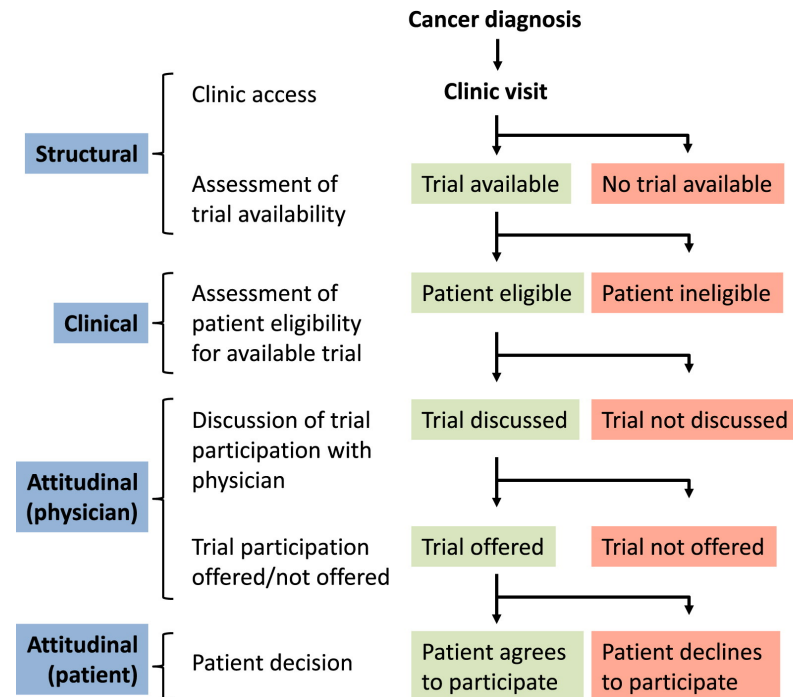 Cancer diagnosis
Clinic access
Clinic visit
Structural
Assessment of
trial availability
Trial available
No trial available
Clinical
Assessment of
patient eligibility
for available trial
Patient eligible
Patient ineligible
Attitudinal
(physician)
Discussion of trial
participation with
physician
Trial discussed
Trial not discussed
Trial participation
offered/not offered
Trial offered
Trial not offered
Attitudinal
(patient)
Patient decision
Patient agrees
to participate
Patient declines
to participate